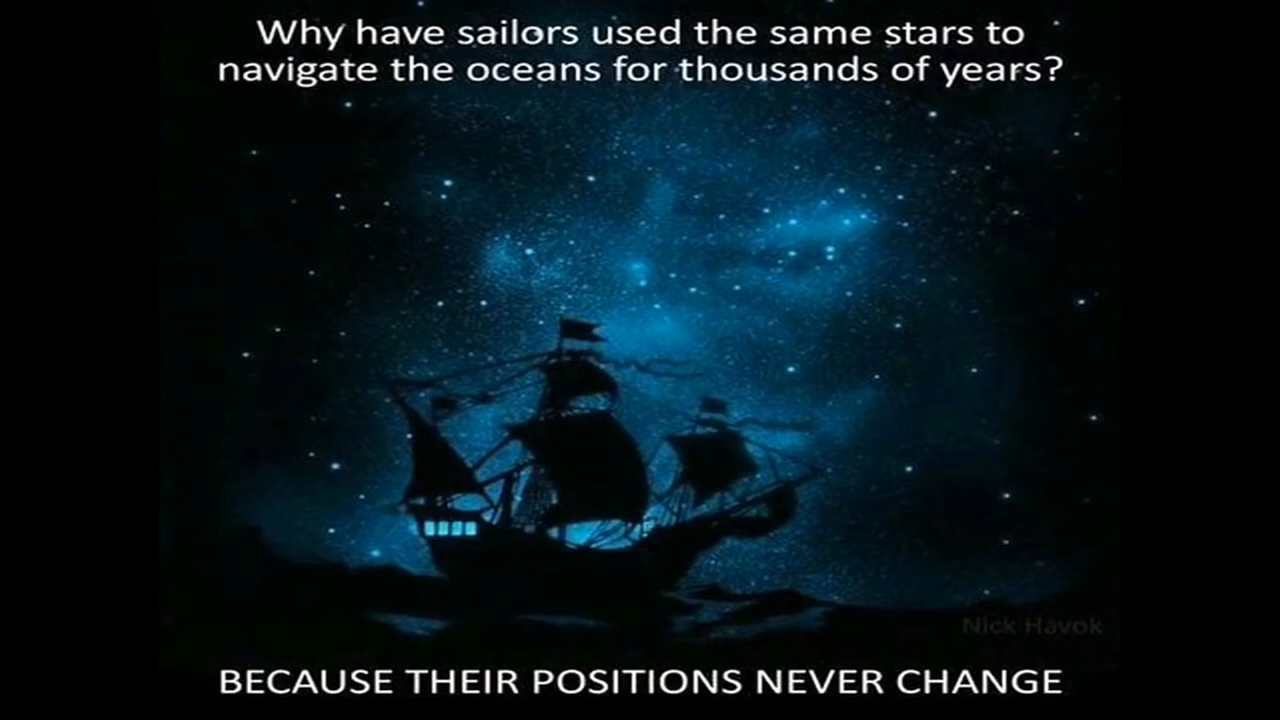 Why have sailors used the same stars to
navigate the oceans for thousands of years?
Nick Havok
BECAUSE THEIR POSITIONS NEVER CHANGE